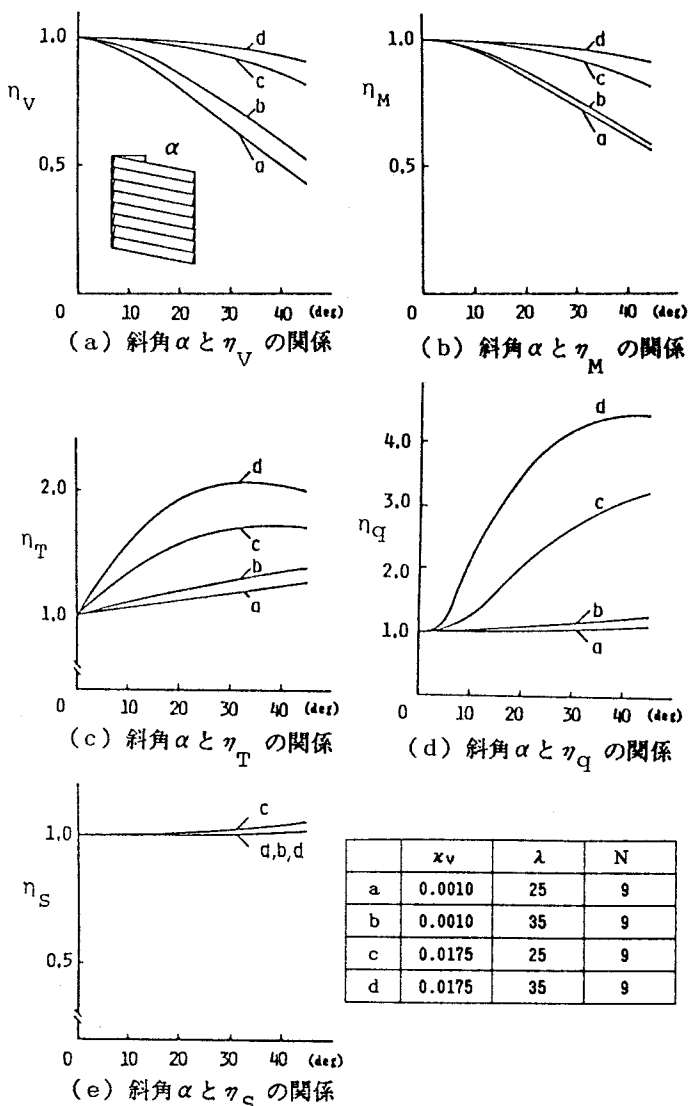 1.0
η_V
0,5
0 10 20 30 40 (deg)
α
d
c
b
a
(a) 斜角αとη_V の関係
1.0
η_M
0,5
0 10 20 30 40 (deg)
d
c
b
a
(b) 斜角αとη_M の関係
2.0
η_T
1.0
0 10 20 30 40 (deg)
d
c
b
a
(c) 斜角αとη_T の関係
4.0
3.0
η_q
2.0
1.0
0 10 20 30 40 (deg)
d
c
b
a
(d) 斜角αとη_q の関係
1.0
η_S
0,5
0 10 20 30 40 (deg)
c
a,b,d
(e) 斜角αとη_S の関係
κ_v λ N
a 0.0010 25 9
b 0.0010 35 9
c 0.0175 25 9
d 0.0175 35 9